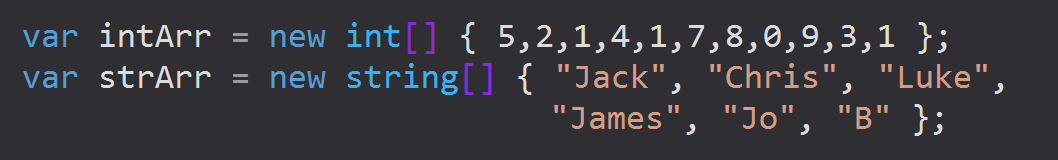 var intArr = new int[] { 5,2,1,4,1,7,8,0,9,3,1 };
var strArr = new string[] { "Jack", "Chris", "Luke",
"James", "Jo", "B" };